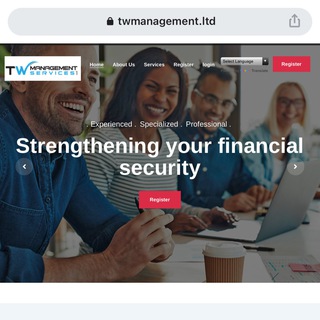 twmanagement.ltd
TW MANAGEMENT
SERVICES
Home About Us Services Register login
Select Language
Translate
Register
Experienced . Specialized . Professional .
Strengthening your financial
security
Register